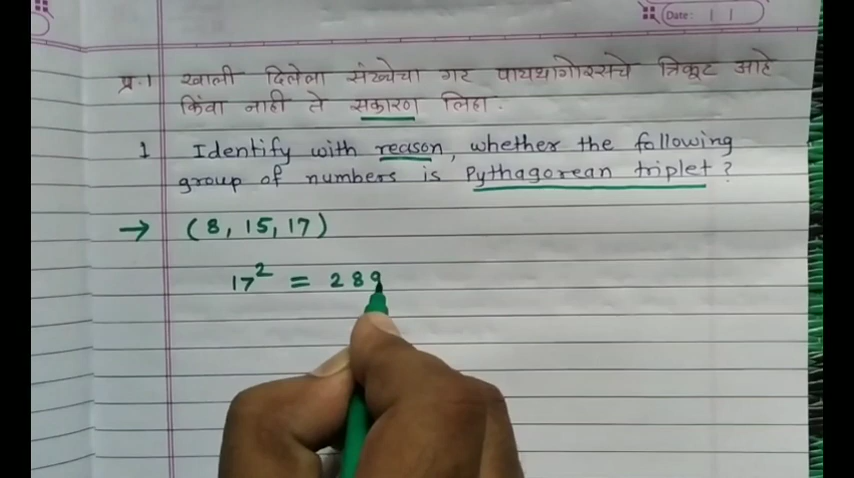 Date: | |
प्र.1 खाली दिलेला संख्येचा गट पायथागोरसचे त्रिकूट आहे
किंवा नाही ते सकारण लिहा.
1 Identify with reason, whether the following
group of numbers is Pythagorean triplet?
→ (8, 15, 17)
17² = 289